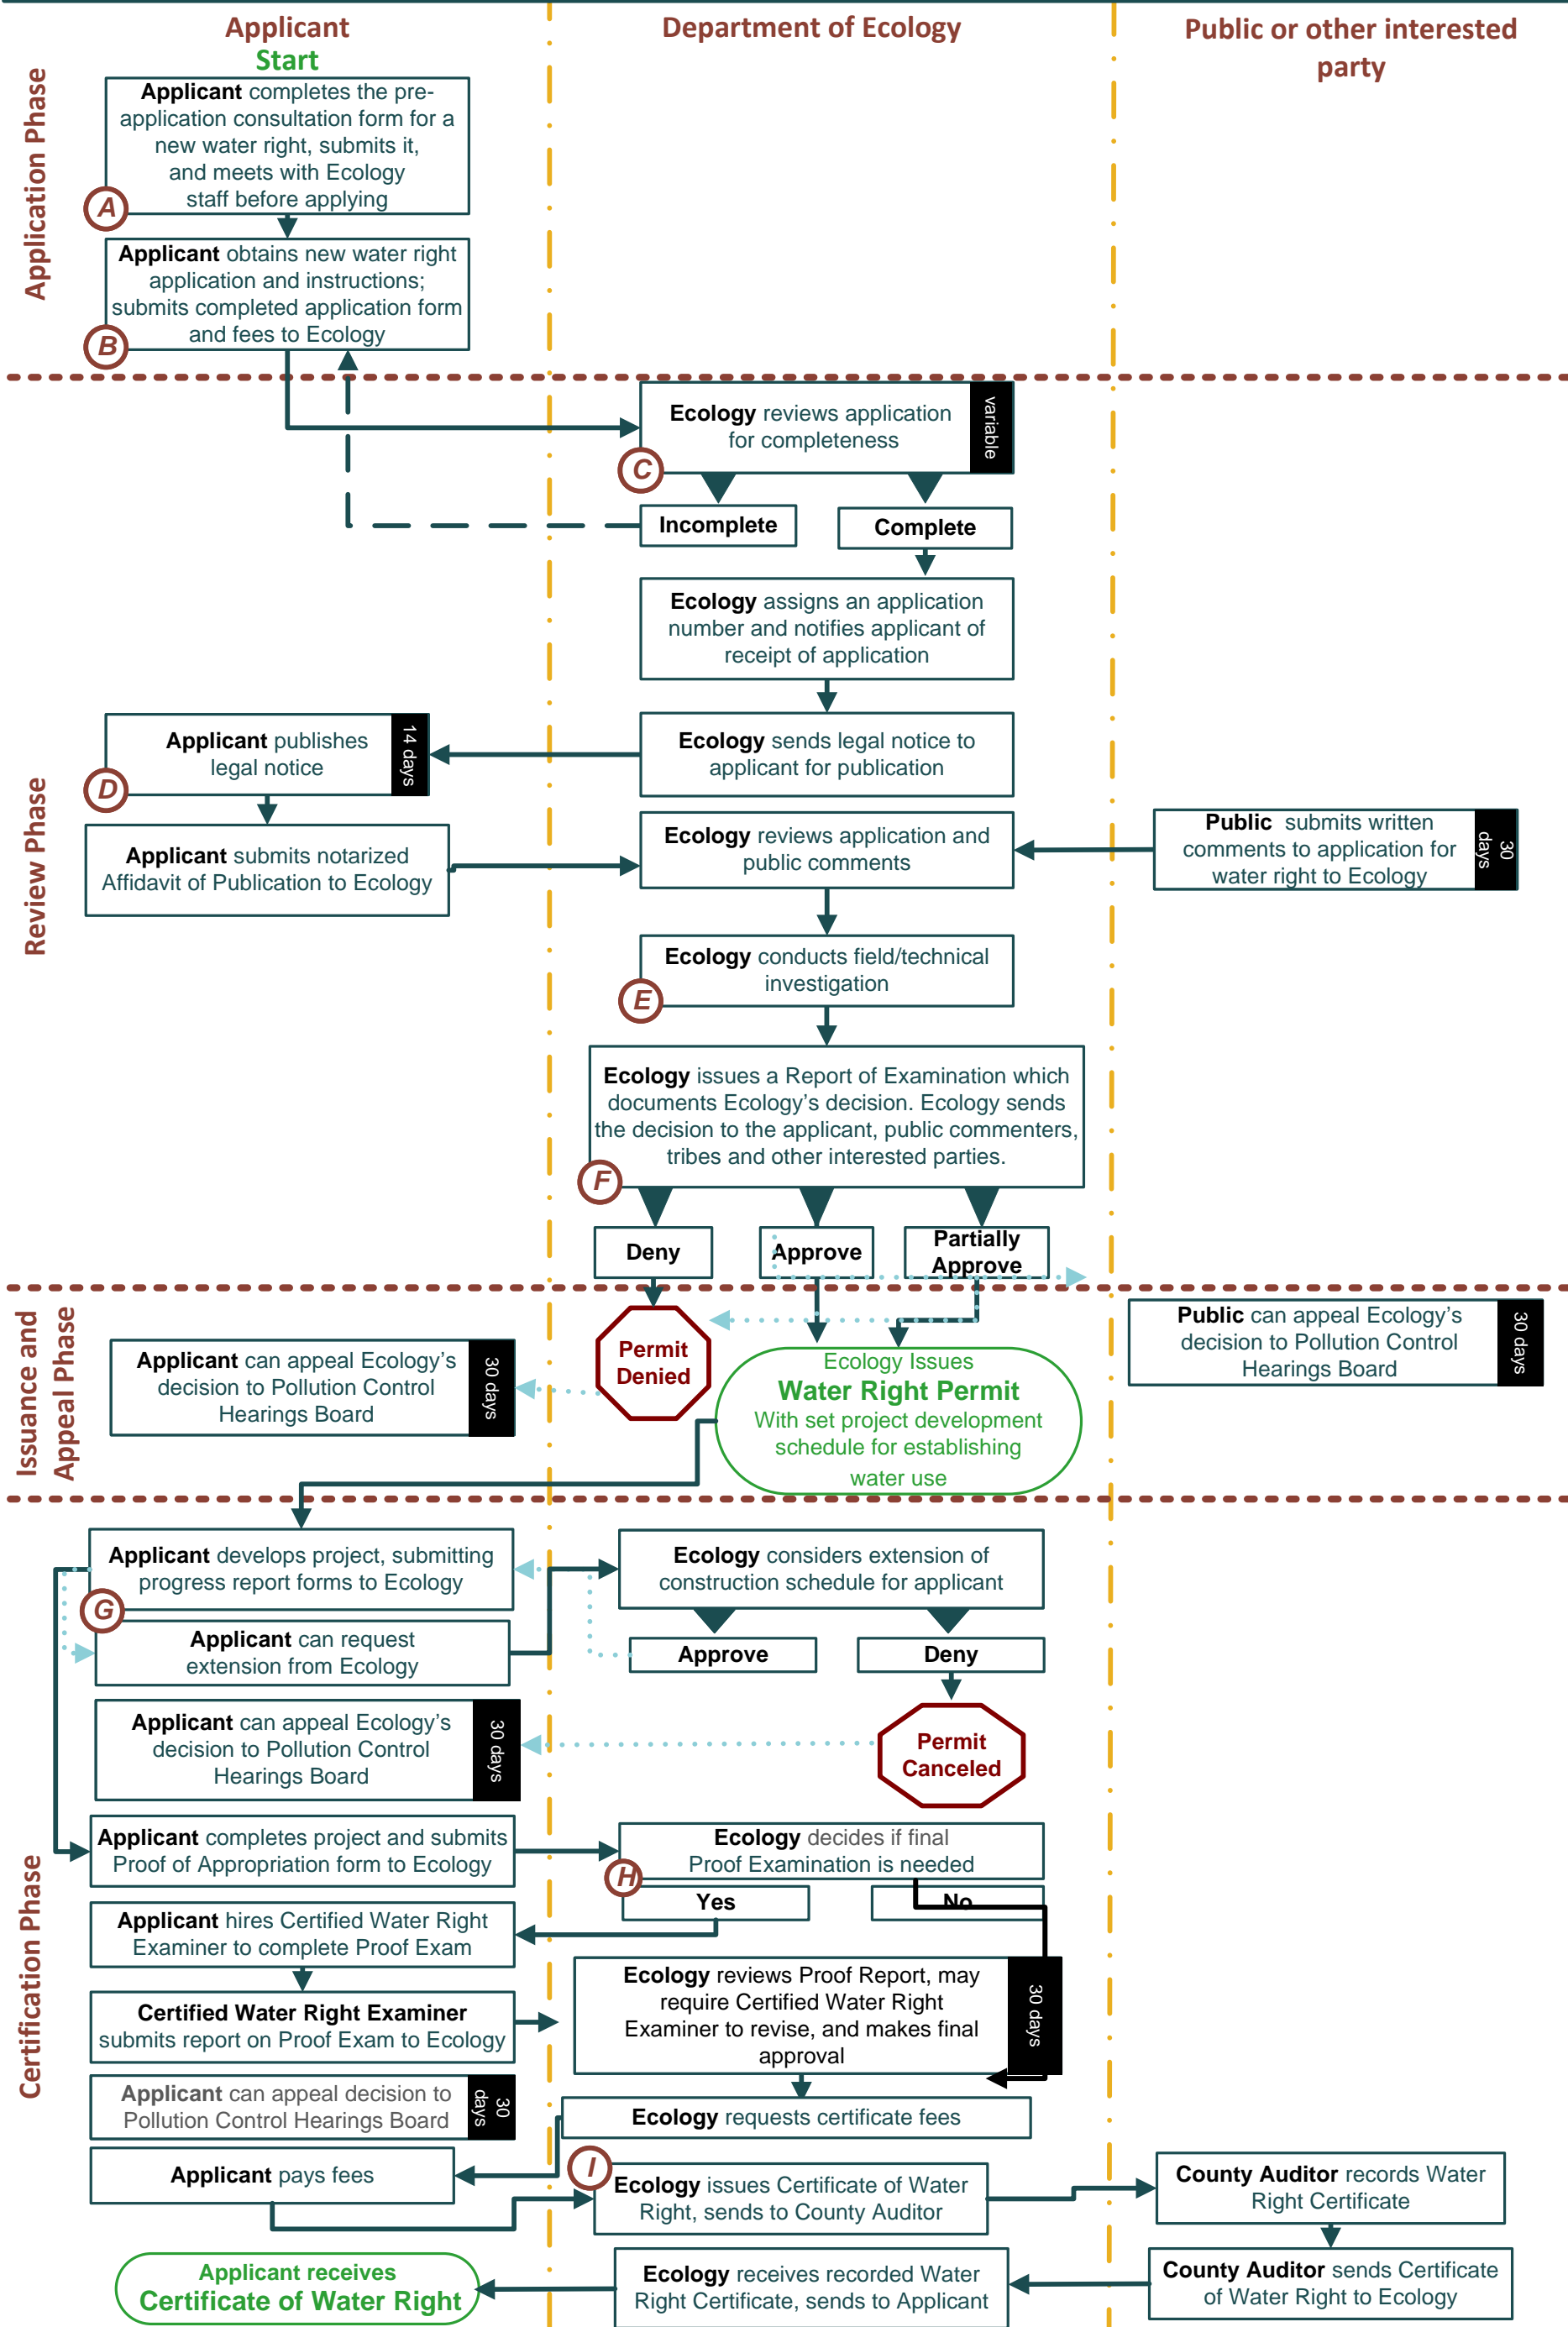 Applicant
Start
Department of Ecology
Public or other interested
party
Application Phase
Applicant completes the pre-
application consultation form for a
new water right, submits it,
and meets with Ecology
staff before applying
A
Applicant obtains new water right
application and instructions;
submits completed application form
and fees to Ecology
B
Review Phase
Ecology reviews application
for completeness
variable
C
Incomplete
Complete
Ecology assigns an application
number and notifies applicant of
receipt of application
Ecology sends legal notice to
applicant for publication
Applicant publishes
legal notice
14 days
D
Applicant submits notarized
Affidavit of Publication to Ecology
Ecology reviews application and
public comments
Public submits written
comments to application for
water right to Ecology
30
days
Ecology conducts field/technical
investigation
E
Ecology issues a Report of Examination which
documents Ecology’s decision. Ecology sends
the decision to the applicant, public commenters,
tribes and other interested parties.
F
Deny
Approve
Partially
Approve
Issuance and
Appeal Phase
Applicant can appeal Ecology’s
decision to Pollution Control
Hearings Board
30 days
Permit
Denied
Ecology Issues
Water Right Permit
With set project development
schedule for establishing
water use
Public can appeal Ecology’s
decision to Pollution Control
Hearings Board
30 days
Certification Phase
Applicant develops project, submitting
progress report forms to Ecology
G
Applicant can request
extension from Ecology
Ecology considers extension of
construction schedule for applicant
Approve
Deny
Applicant can appeal Ecology’s
decision to Pollution Control
Hearings Board
30 days
Permit
Canceled
Applicant completes project and submits
Proof of Appropriation form to Ecology
Ecology decides if final
Proof Examination is needed
H
Yes
No
Applicant hires Certified Water Right
Examiner to complete Proof Exam
Certified Water Right Examiner
submits report on Proof Exam to Ecology
Ecology reviews Proof Report, may
require Certified Water Right
Examiner to revise, and makes final
approval
30 days
Applicant can appeal decision to
Pollution Control Hearings Board
30
days
Ecology requests certificate fees
Applicant pays fees
I
Ecology issues Certificate of Water
Right, sends to County Auditor
County Auditor records Water
Right Certificate
County Auditor sends Certificate
of Water Right to Ecology
Ecology receives recorded Water
Right Certificate, sends to Applicant
Applicant receives
Certificate of Water Right